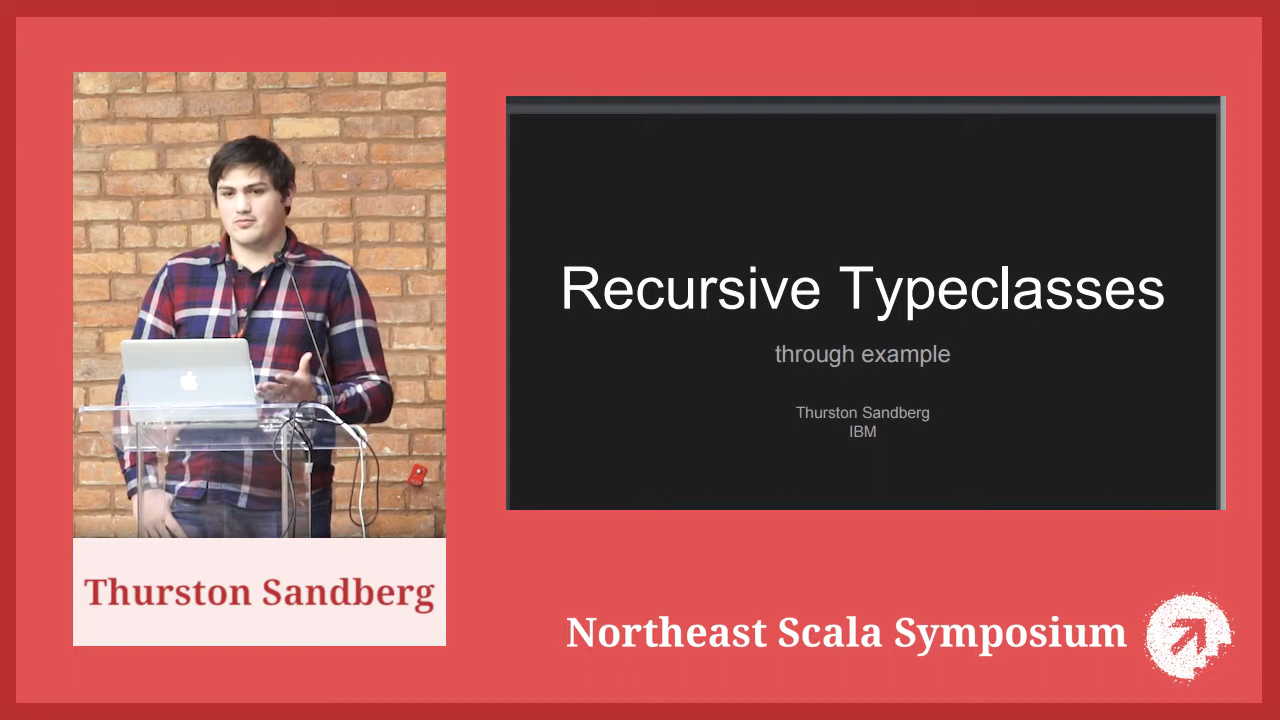 Recursive Typeclasses
through example
Thurston Sandberg
IBM
Thurston Sandberg
Northeast Scala Symposium